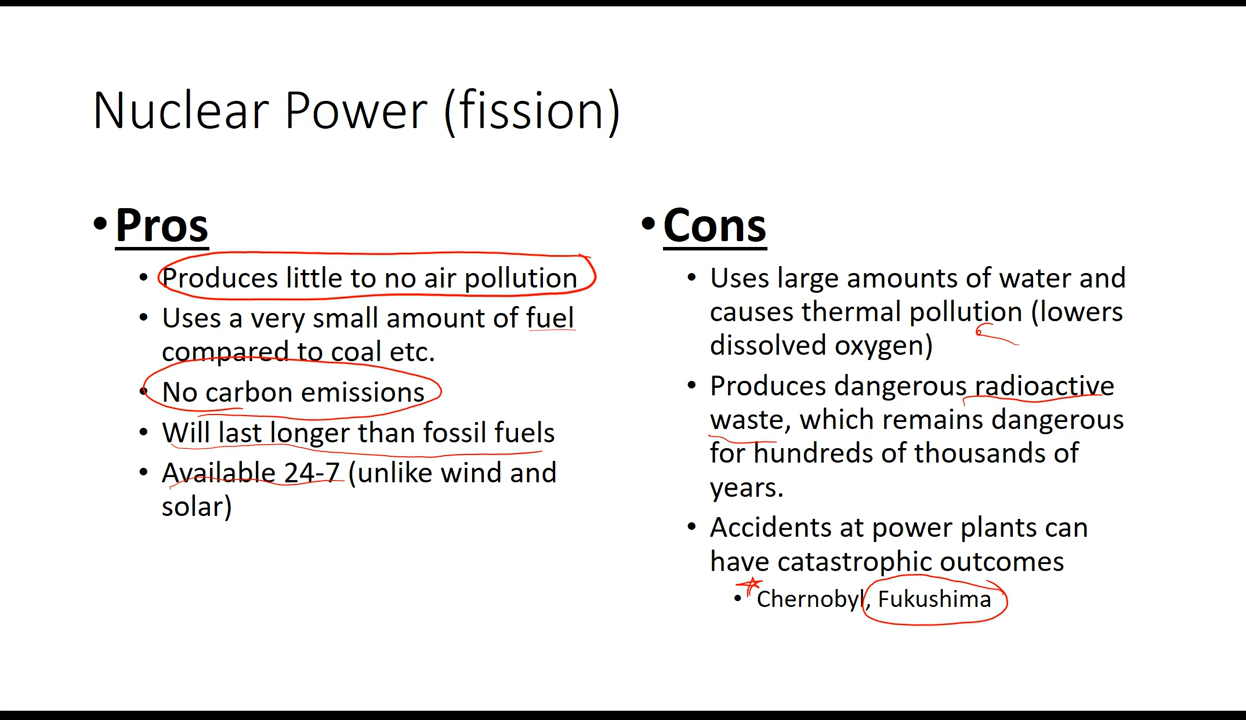 Nuclear Power (fission)
• Pros
• Produces little to no air pollution
• Uses a very small amount of fuel
compared to coal etc.
• No carbon emissions
• Will last longer than fossil fuels
• Available 24-7 (unlike wind and
solar)
• Cons
• Uses large amounts of water and
causes thermal pollution (lowers
dissolved oxygen)
• Produces dangerous radioactive
waste, which remains dangerous
for hundreds of thousands of
years.
• Accidents at power plants can
have catastrophic outcomes
• Chernobyl, Fukushima